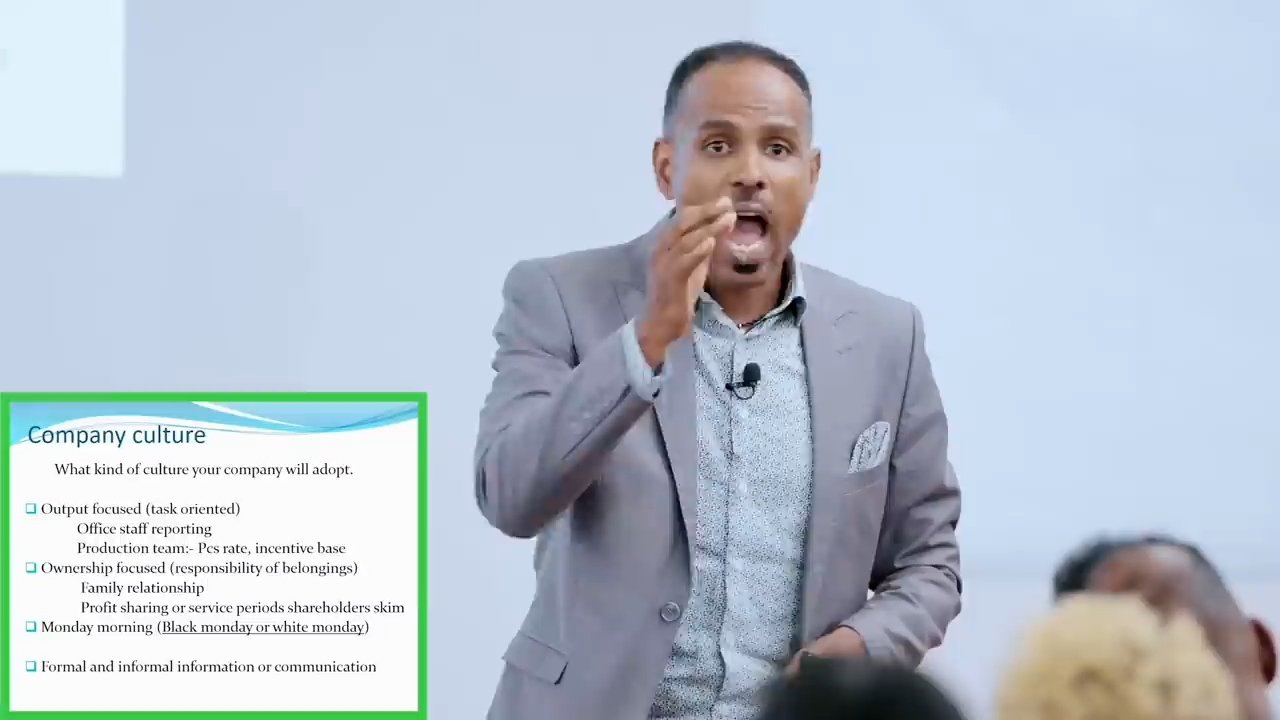 Company culture
What kind of culture your company will adopt.
❑ Output focused (task oriented)
Office staff reporting
Production team:- Pcs rate, incentive base
❑ Ownership focused (responsibility of belongings)
Family relationship
Profit sharing or service periods shareholders skim
❑ Monday morning (Black monday or white monday)
❑ Formal and informal information or communication